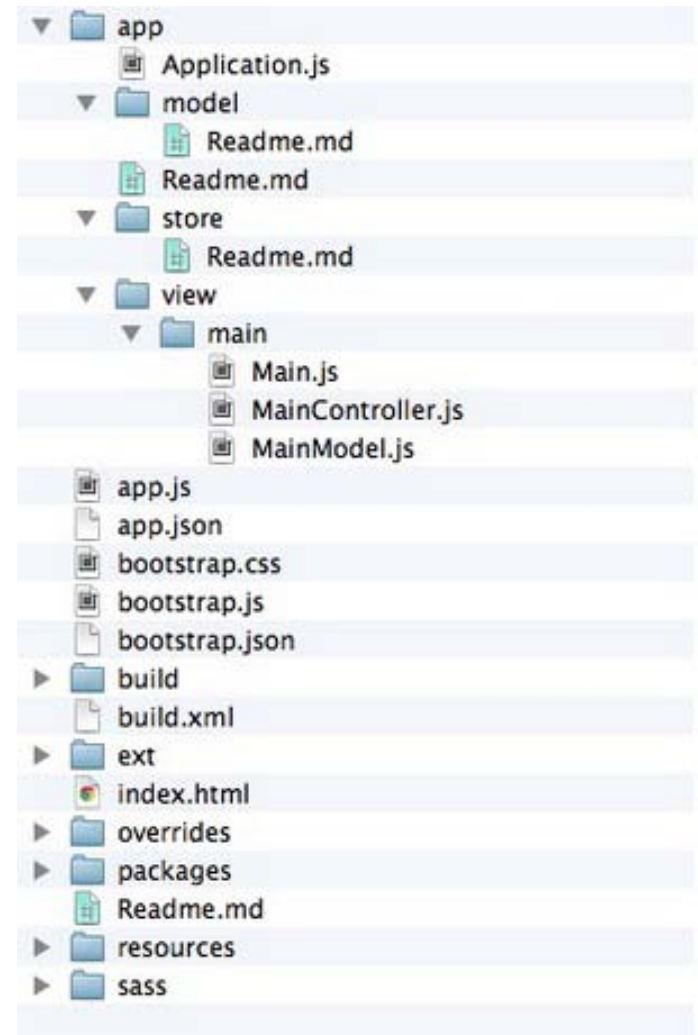 app
Application.js
model
Readme.md
Readme.md
store
Readme.md
view
main
Main.js
MainController.js
MainModel.js
app.js
app.json
bootstrap.css
bootstrap.js
bootstrap.json
build
build.xml
ext
index.html
overrides
packages
Readme.md
resources
sass